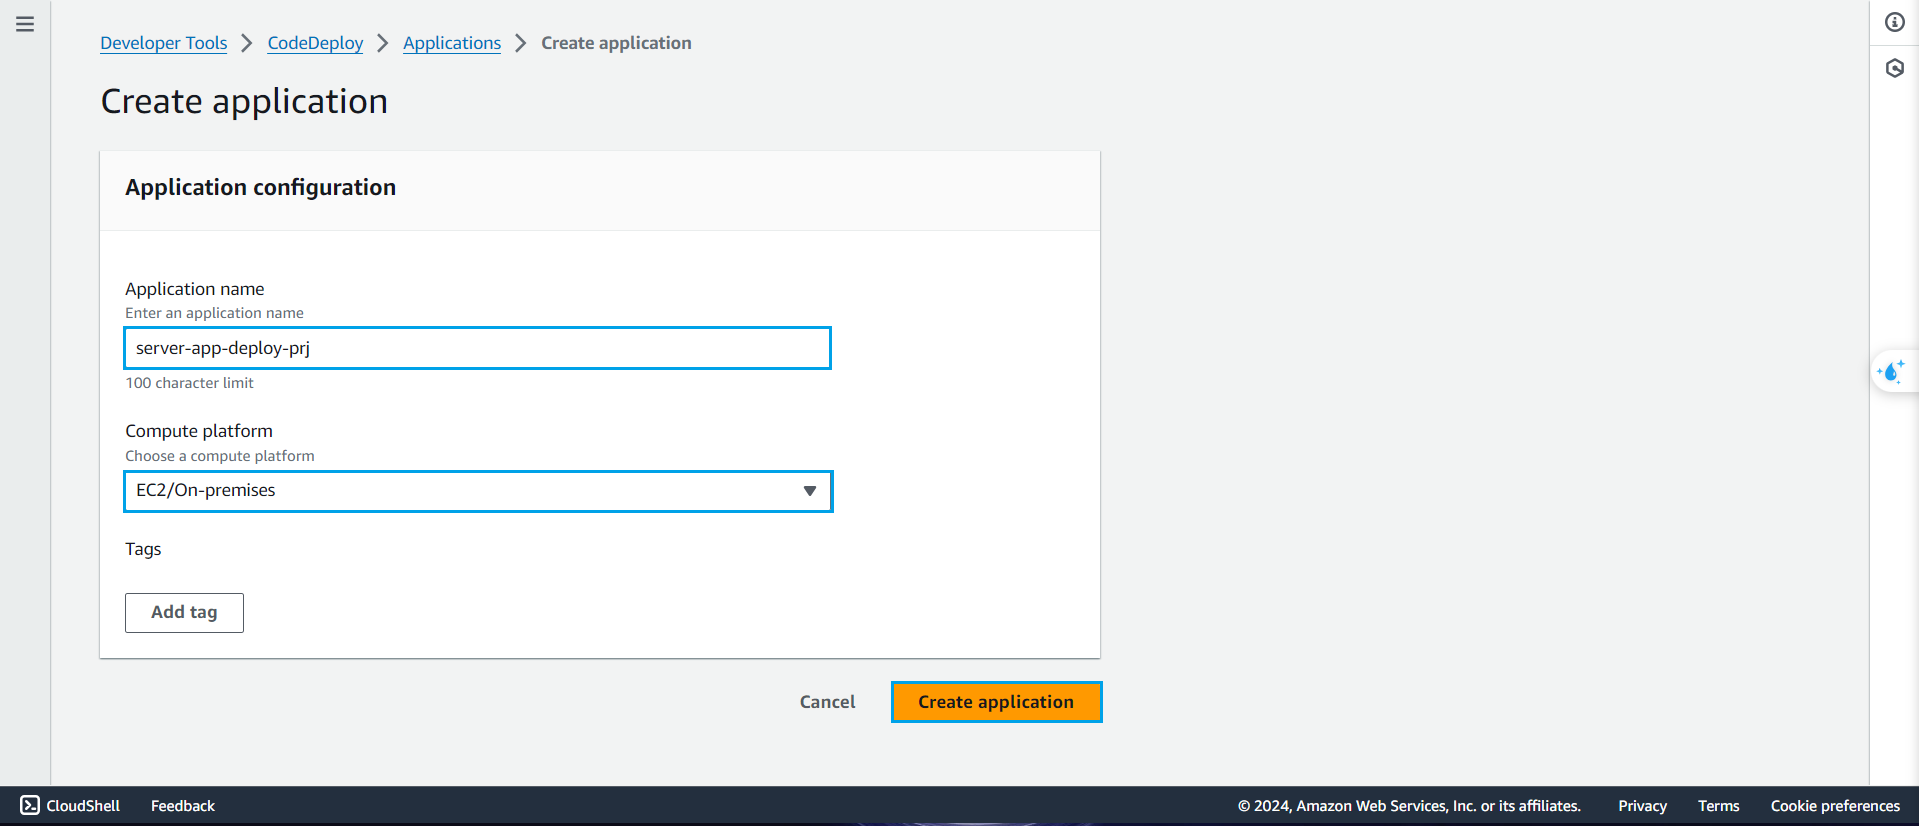 Developer Tools > CodeDeploy > Applications > Create application
Create application
Application configuration
Application name
Enter an application name
server-app-deploy-prj
100 character limit
Compute platform
Choose a compute platform
EC2/On-premises
Tags
Add tag
Cancel
Create application
CloudShell Feedback © 2024, Amazon Web Services, Inc. or its affiliates. Privacy Terms Cookie preferences